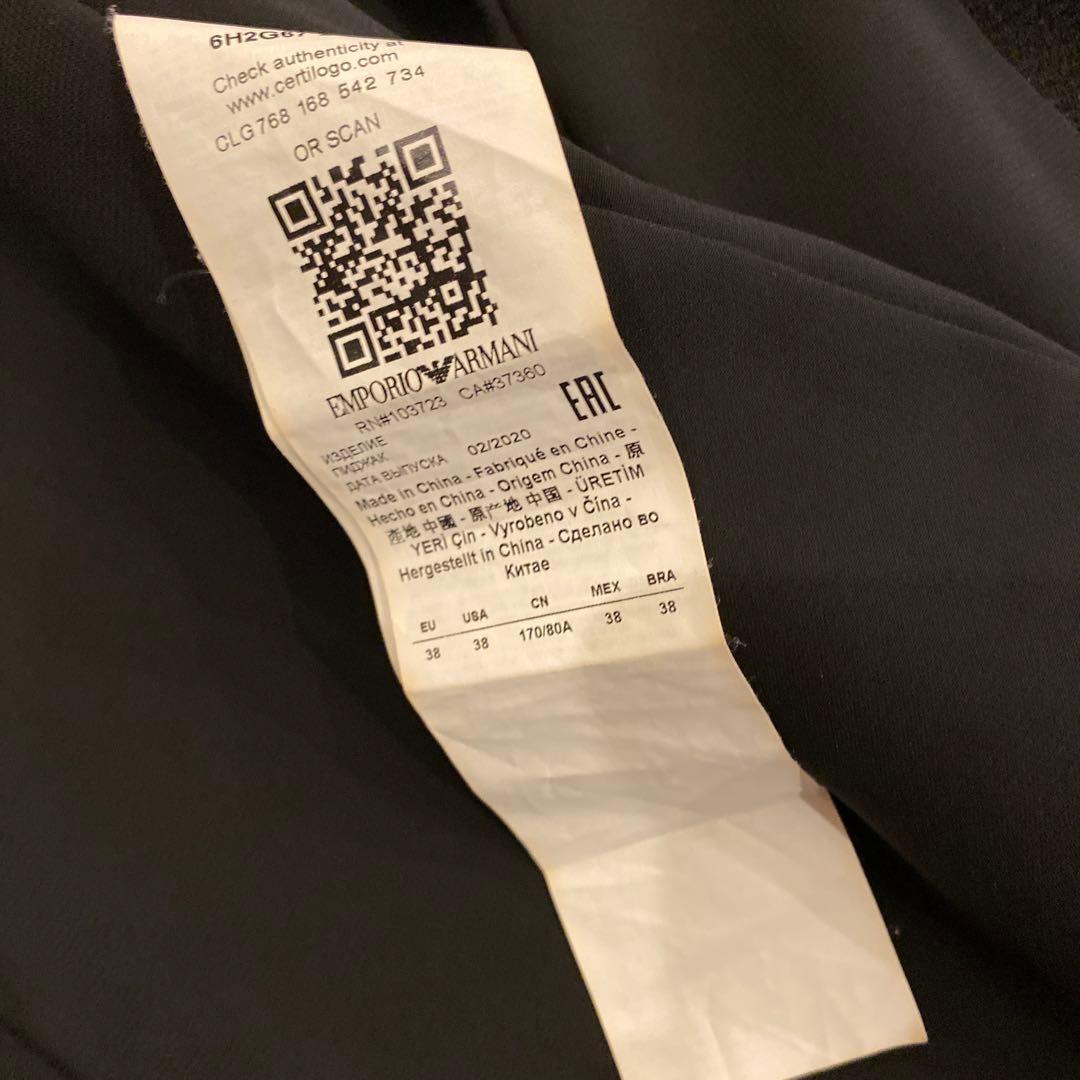 6H2G67
Check authenticity at
www.certilogo.com
CLG768 168 542 734
OR SCAN
EMPORIO ARMANI
RN#103723 CA#37360
EAC
ИЗДЕЛИЕ
ПИДЖАК
ДАТА ВЫПУСКА 02/2020
Made in China - Fabriqué en Chine -
Hecho en China - Origem China - 原
産地 中國 - 原产地 中国 - ÜRETİM
YERİ Çin - Vyrobeno v Čína -
Hergestellt in China - Сделано во
Китае
EU USA CN MEX BRA
38 38 170/80A 38 38